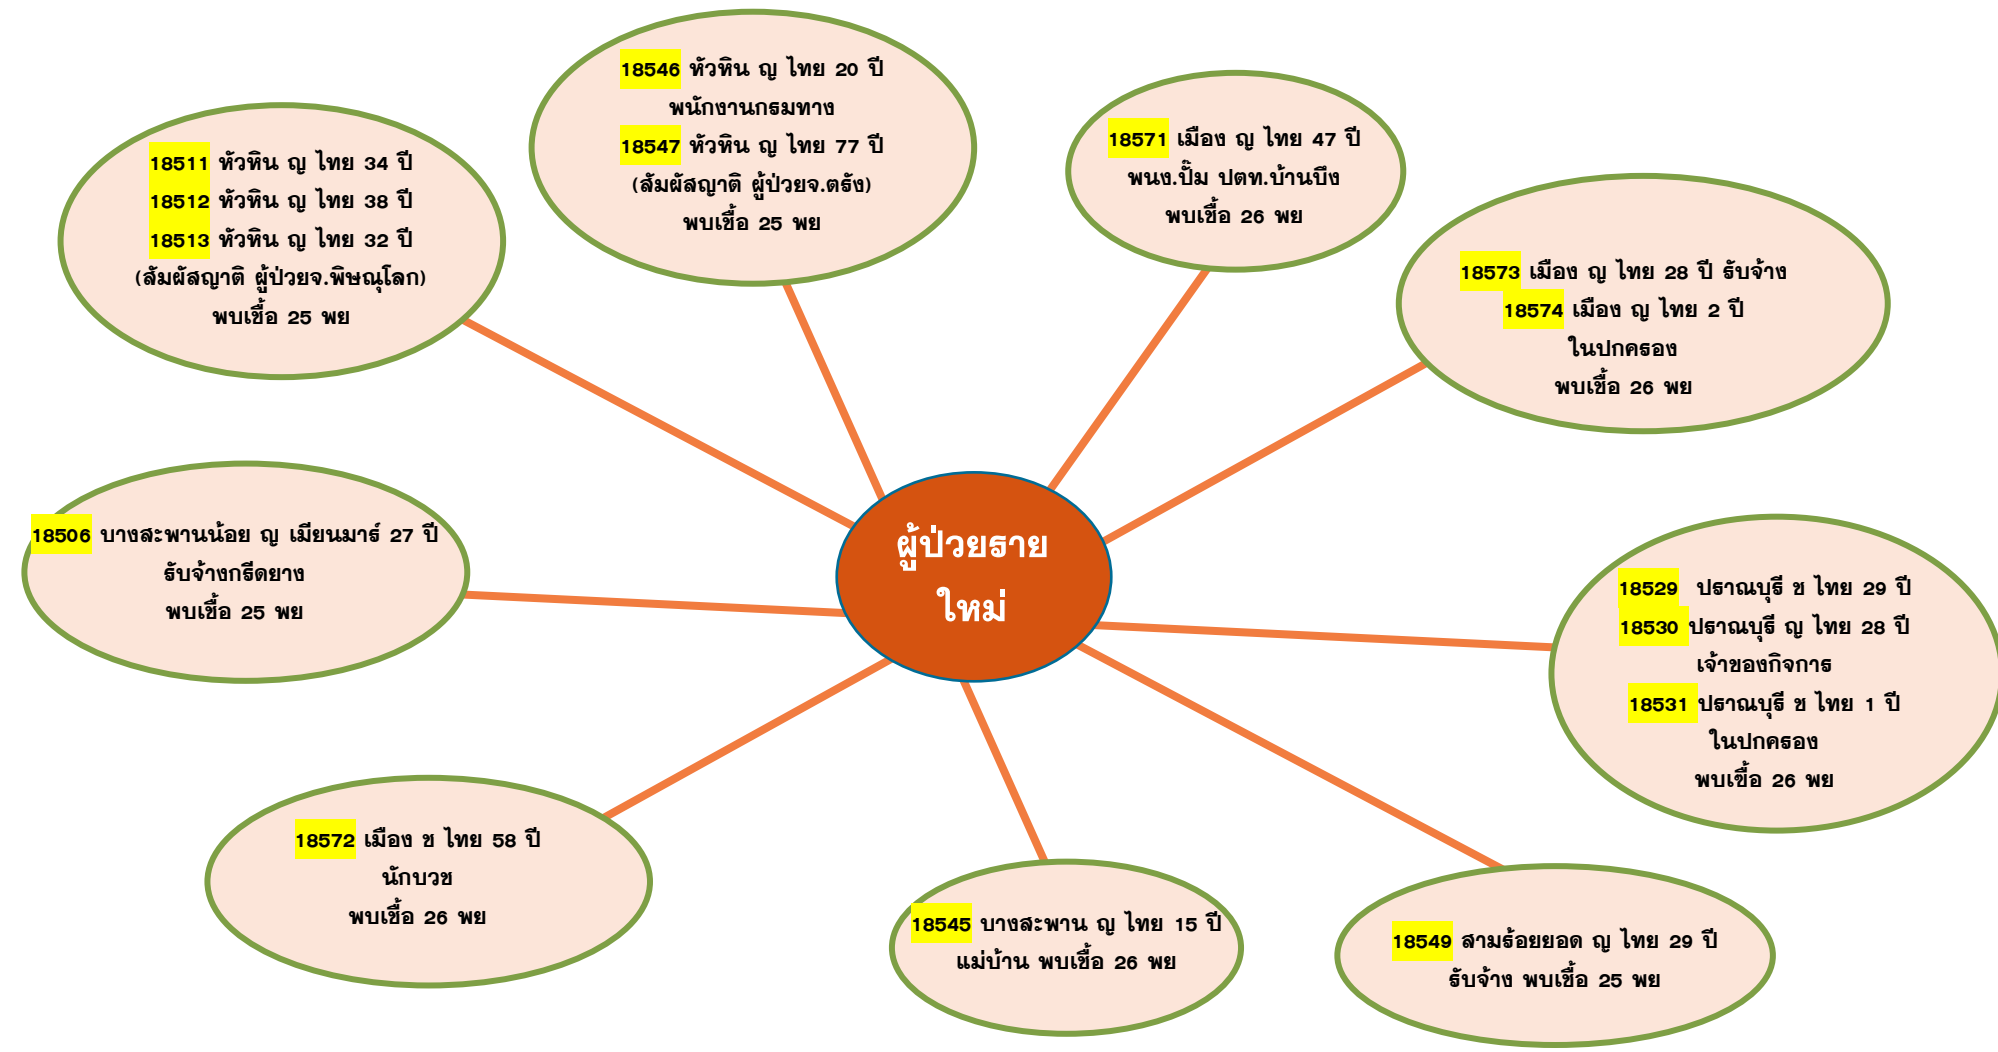 18546 หัวหิน ญ ไทย 20 ปี
พนักงานกรมทาง
18547 หัวหิน ญ ไทย 77 ปี
(สัมผัสญาติ ผู้ป่วยจ.ตรัง)
พบเชื้อ 25 พย
18511 หัวหิน ญ ไทย 34 ปี
18512 หัวหิน ญ ไทย 38 ปี
18513 หัวหิน ญ ไทย 32 ปี
(สัมผัสญาติ ผู้ป่วยจ.พิษณุโลก)
พบเชื้อ 25 พย
18571 เมือง ญ ไทย 47 ปี
พนง.ปั๊ม ปตท.บ้านบึง
พบเชื้อ 26 พย
18573 เมือง ญ ไทย 28 ปี รับจ้าง
18574 เมือง ญ ไทย 2 ปี
ในปกครอง
พบเชื้อ 26 พย
18506 บางสะพานน้อย ญ เมียนมาร์ 27 ปี
รับจ้างกรีดยาง
พบเชื้อ 25 พย
ผู้ป่วยราย
ใหม่
18529 ปราณบุรี ช ไทย 29 ปี
18530 ปราณบุรี ญ ไทย 28 ปี
เจ้าของกิจการ
18531 ปราณบุรี ช ไทย 1 ปี
ในปกครอง
พบเชื้อ 26 พย
18572 เมือง ช ไทย 58 ปี
นักบวช
พบเชื้อ 26 พย
18545 บางสะพาน ญ ไทย 15 ปี
แม่บ้าน พบเชื้อ 26 พย
18549 สามร้อยยอด ญ ไทย 29 ปี
รับจ้าง พบเชื้อ 25 พย